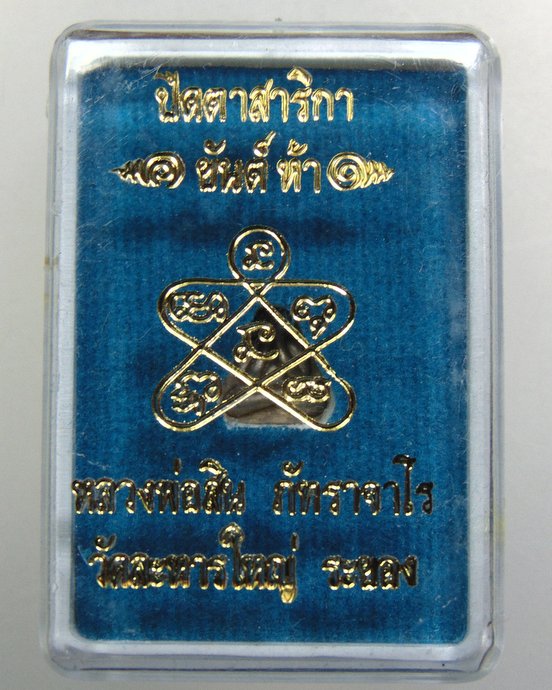 ปิดตาสาริกา
๑ ยันต์ ห้า ๑
หลวงพ่อสิน ภัทราจาโร
วัดละหารใหญ่ ระยอง